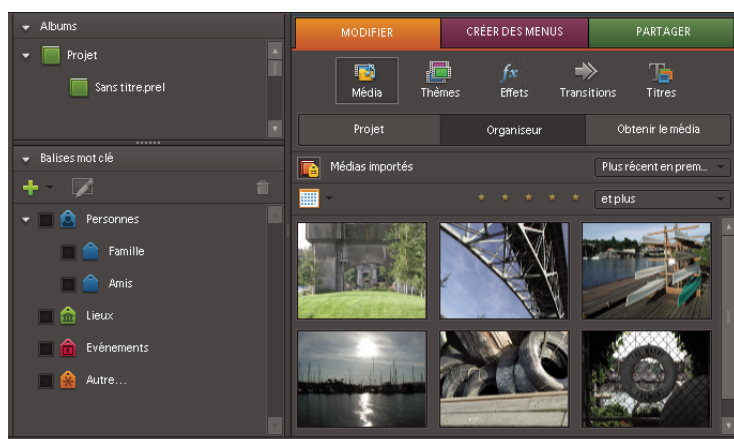 Albums
Projet
Sans titre.prel
Balises mot clé
Personnes
Famille
Amis
Lieux
Evénements
Autre...
MODIFIER
CRÉER DES MENUS
PARTAGER
Média
Thèmes
fx
Effets
Transitions
Titres
Projet
Organiseur
Obtenir le média
Médias importés
Plus récent en prem...
et plus